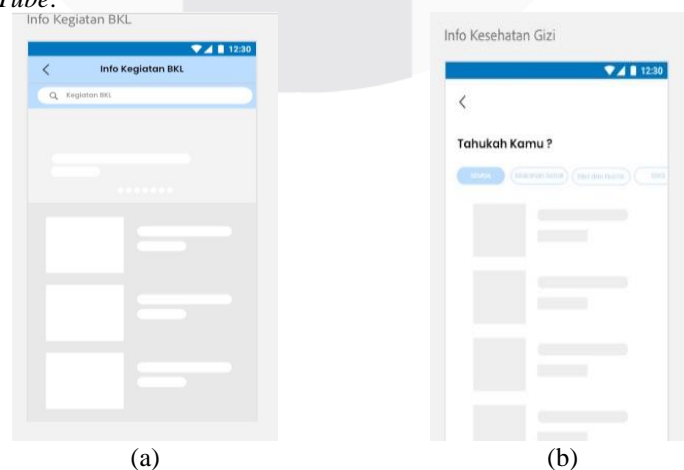 Tube.
Info Kegiatan BKL
12:30
Info Kegiatan BKL
Kegiatan BKL
(a)
Info Kesehatan Gizi
12:30
Tahukah Kamu ?
(b)